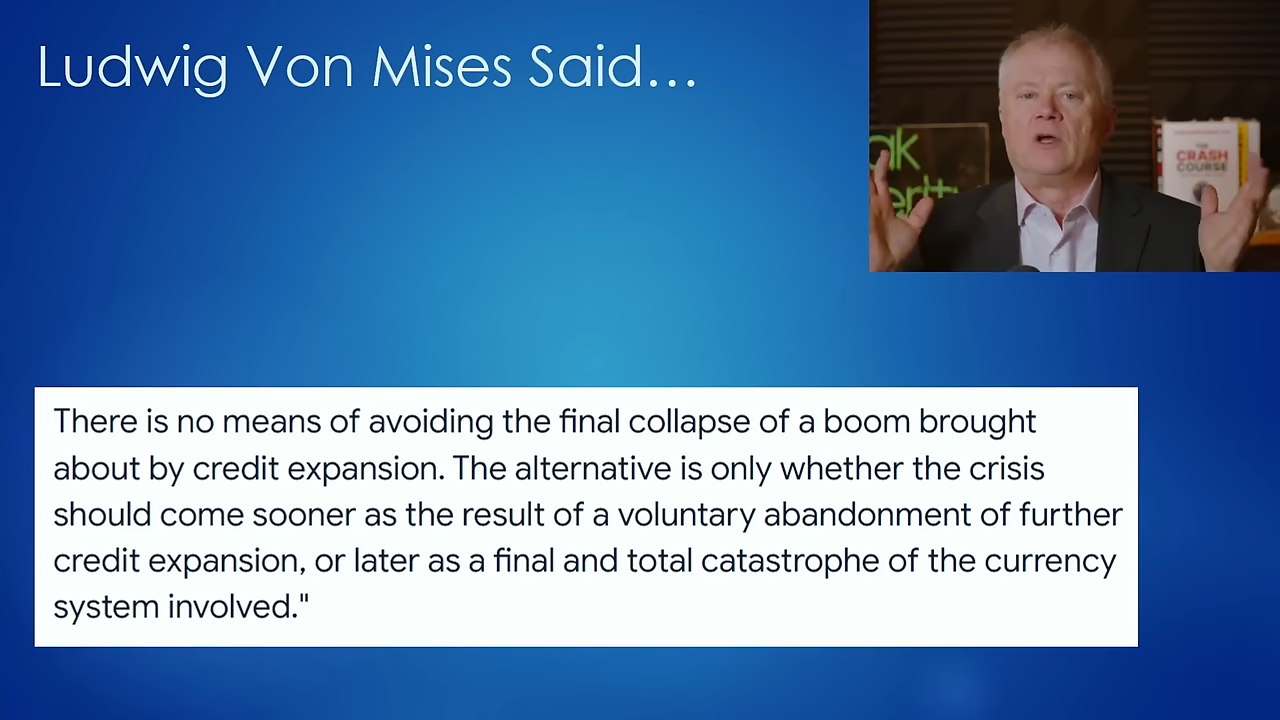 Ludwig Von Mises Said...
ak
THE
CRASH
COURSE
There is no means of avoiding the final collapse of a boom brought
about by credit expansion. The alternative is only whether the crisis
should come sooner as the result of a voluntary abandonment of further
credit expansion, or later as a final and total catastrophe of the currency
system involved."